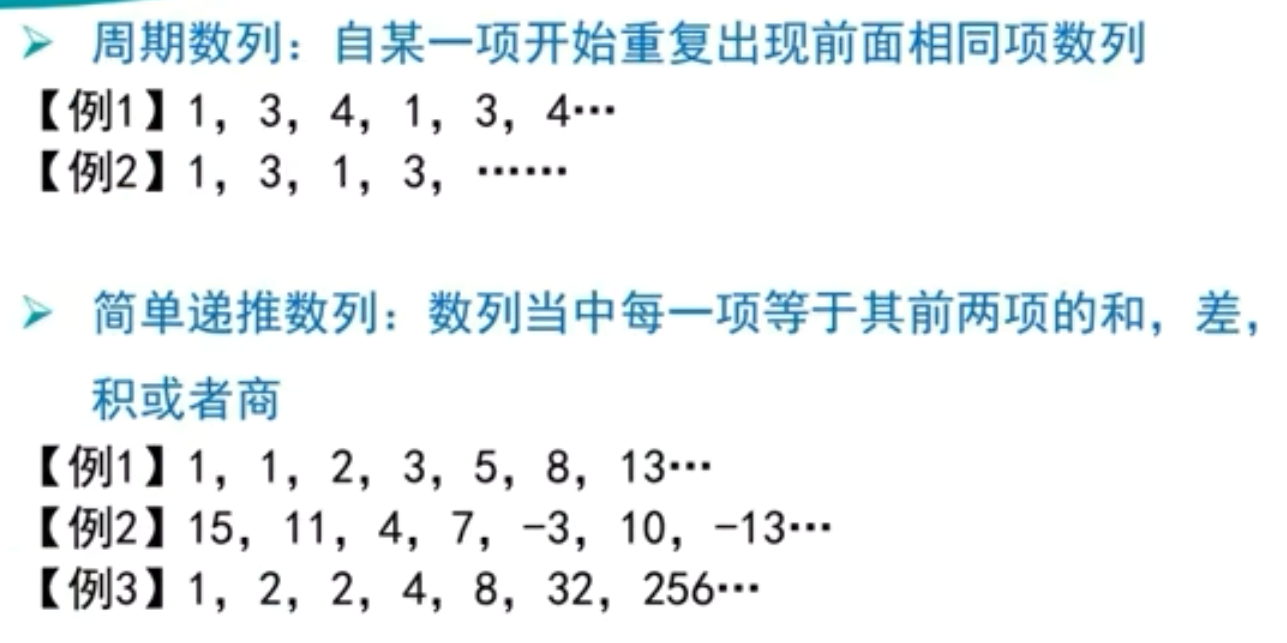 周期数列：自某一项开始重复出现前面相同项数列
【例1】1，3，4，1，3，4…
【例2】1，3，1，3，……
简单递推数列：数列当中每一项等于其前两项的和，差，
积或者商
【例1】1，1，2，3，5，8，13…
【例2】15，11，4，7，-3，10，-13…
【例3】1，2，2，4，8，32，256…